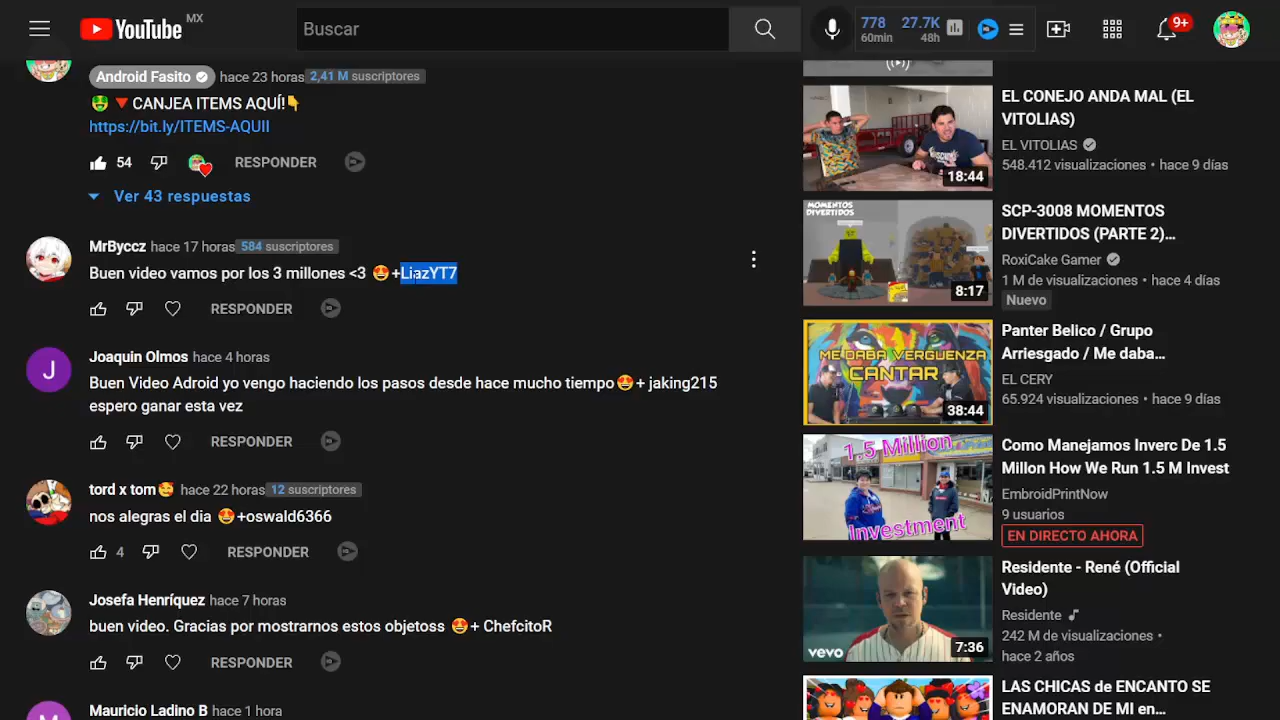 YouTube MX
Buscar
778 27.7K
60min 48h
9+
Android Fasito hace 23 horas 2,41 M suscriptores
🤑🔻CANJEA ITEMS AQUÍ!👇
https://bit.ly/ITEMS-AQUII
54 RESPONDER
Ver 43 respuestas
MrByccz hace 17 horas 584 suscriptores
Buen video vamos por los 3 millones <3 😍+LiazYT7
RESPONDER
Joaquin Olmos hace 4 horas
Buen Video Adroid yo vengo haciendo los pasos desde hace mucho tiempo😍+ jaking215
espero ganar esta vez
RESPONDER
tord x tom🥰 hace 22 horas 12 suscriptores
nos alegras el dia 😍+oswald6366
4 RESPONDER
Josefa Henríquez hace 7 horas
buen video. Gracias por mostrarnos estos objetoss 😍+ ChefcitoR
RESPONDER
Mauricio Ladino B hace 1 hora
J
18:44
EL CONEJO ANDA MAL (EL
VITOLIAS)
EL VITOLIAS
548.412 visualizaciones • hace 9 días
MOMENTOS
DIVERTIDOS
8:17
SCP-3008 MOMENTOS
DIVERTIDOS (PARTE 2)…
RoxiCake Gamer
1 M de visualizaciones • hace 4 días
Nuevo
ME DABA VERGUENZA
CANTAR
38:44
Panter Belico / Grupo
Arriesgado / Me daba…
EL CERY
65.924 visualizaciones • hace 9 días
1.5 Million
Investment
Como Manejamos Inverc De 1.5
Millon How We Run 1.5 M Invest
EmbroidPrintNow
9 usuarios
EN DIRECTO AHORA
vevo
7:36
Residente - René (Official
Video)
Residente
242 M de visualizaciones •
hace 2 años
LAS CHICAS de ENCANTO SE
ENAMORAN DE MI en…